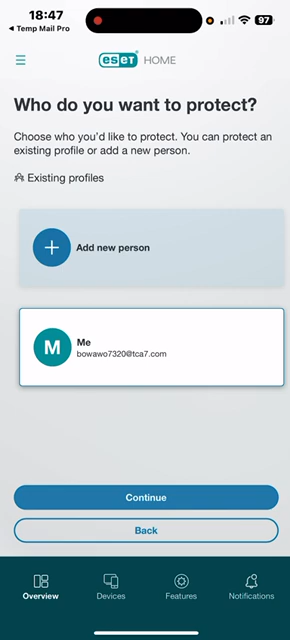 18:47
97
◀ Temp Mail Pro
eset HOME
Who do you want to protect?
Choose who you'd like to protect. You can protect an
existing profile or add a new person.
Existing profiles
Add new person
M
Me
bowawo7320@tca7.com
Continue
Back
Overview
Devices
Features
Notifications